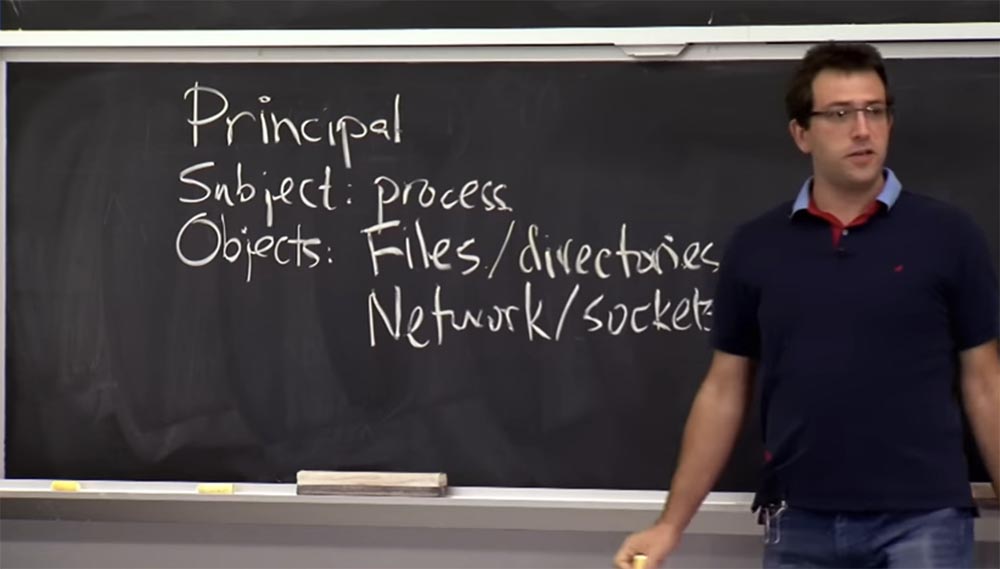 Principal
Subject: process
Objects: Files/directories
Network/sockets